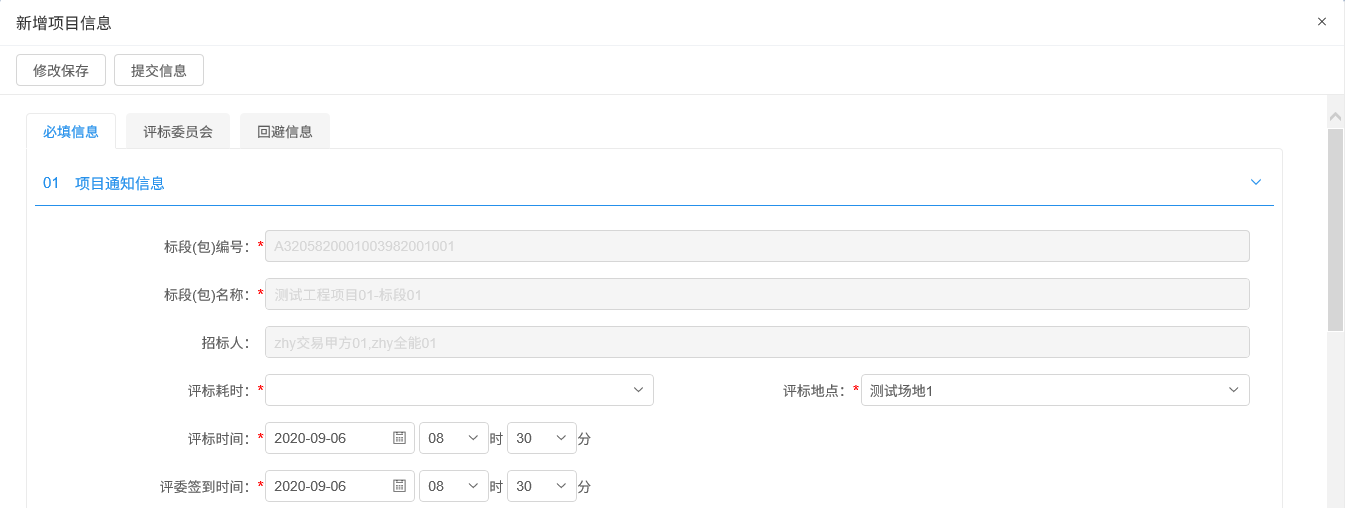 新增项目信息
×
修改保存 提交信息
必填信息 评标委员会 回避信息
01 项目通知信息
标段(包)编号：* A3205820001003982001001
标段(包)名称：* 测试工程项目01-标段01
招标人： zhy交易甲方01,zhy全能01
评标耗时：* 评标地点：* 测试场地1
评标时间：* 2020-09-06 08 时 30 分
评委签到时间：* 2020-09-06 08 时 30 分